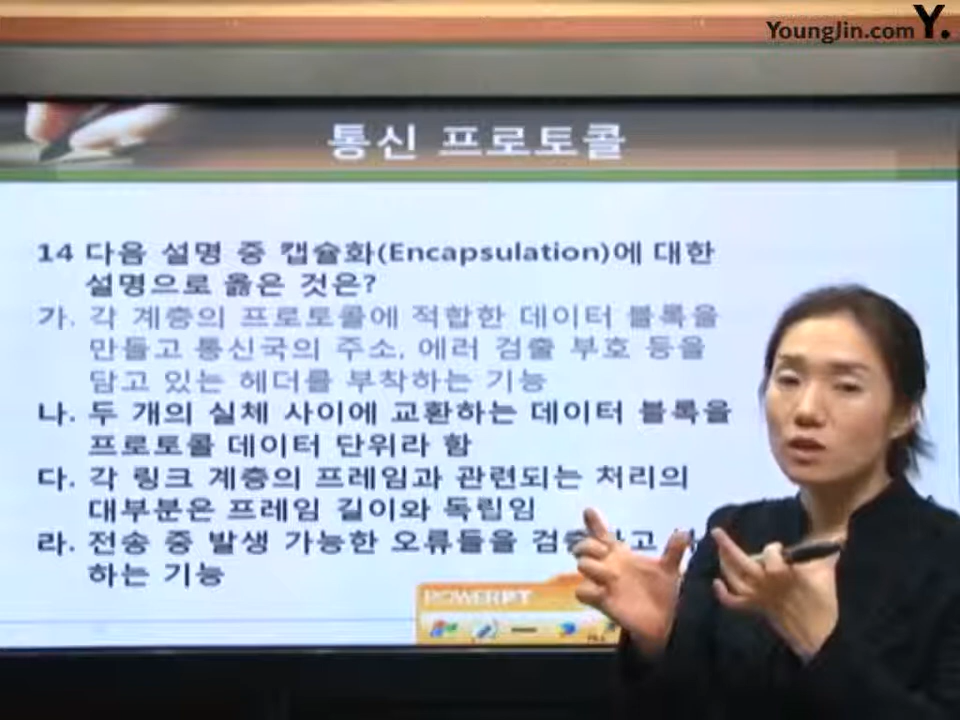 YoungJin.com Y.
통신 프로토콜
14 다음 설명 중 캡슐화(Encapsulation)에 대한
설명으로 옳은 것은?
가. 각 계층의 프로토콜에 적합한 데이터 블록을
만들고 통신국의 주소, 에러 검출 부호 등을
담고 있는 헤더를 부착하는 기능
나. 두 개의 실체 사이에 교환하는 데이터 블록을
프로토콜 데이터 단위라 함
다. 각 링크 계층의 프레임과 관련되는 처리의
대부분은 프레임 길이와 독립임
라. 전송 중 발생 가능한 오류들을 검출하고
하는 기능
POWERPT